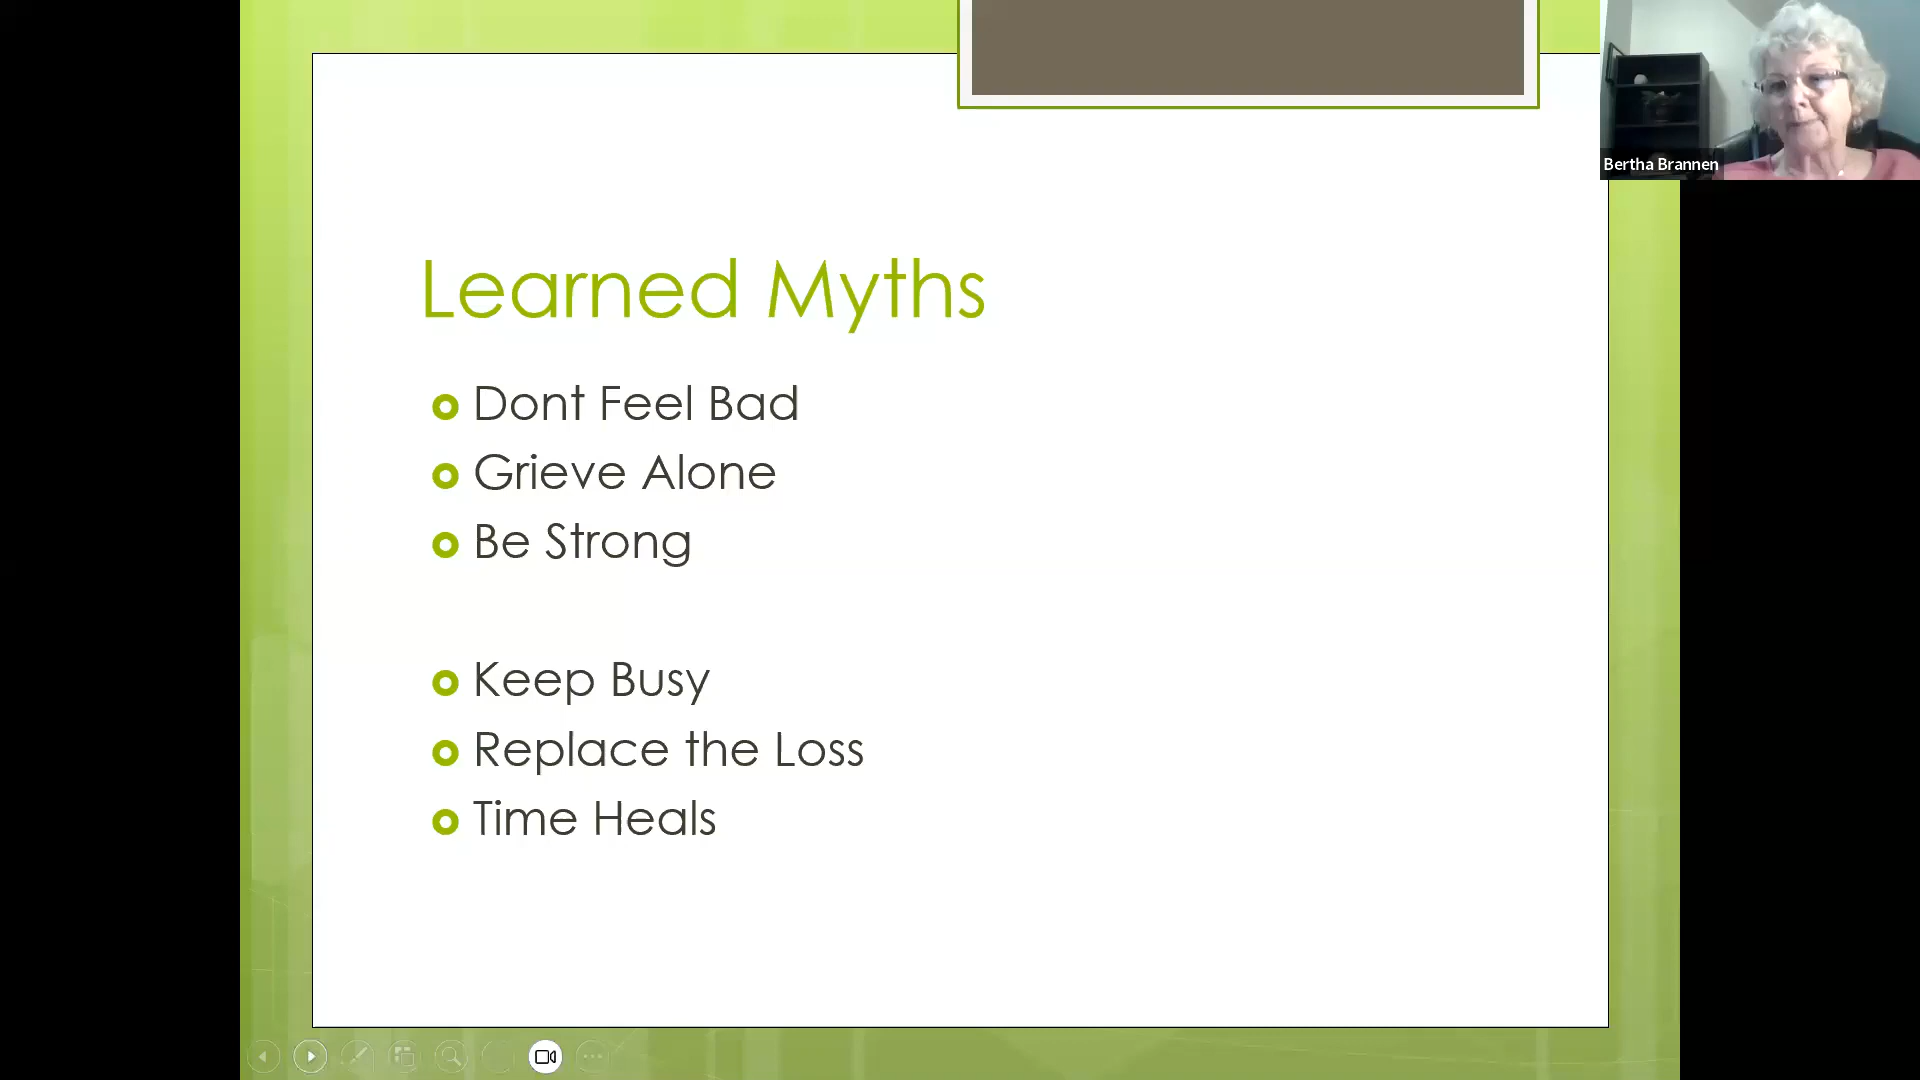 Bertha Brannen
Learned Myths
Dont Feel Bad
Grieve Alone
Be Strong
Keep Busy
Replace the Loss
Time Heals